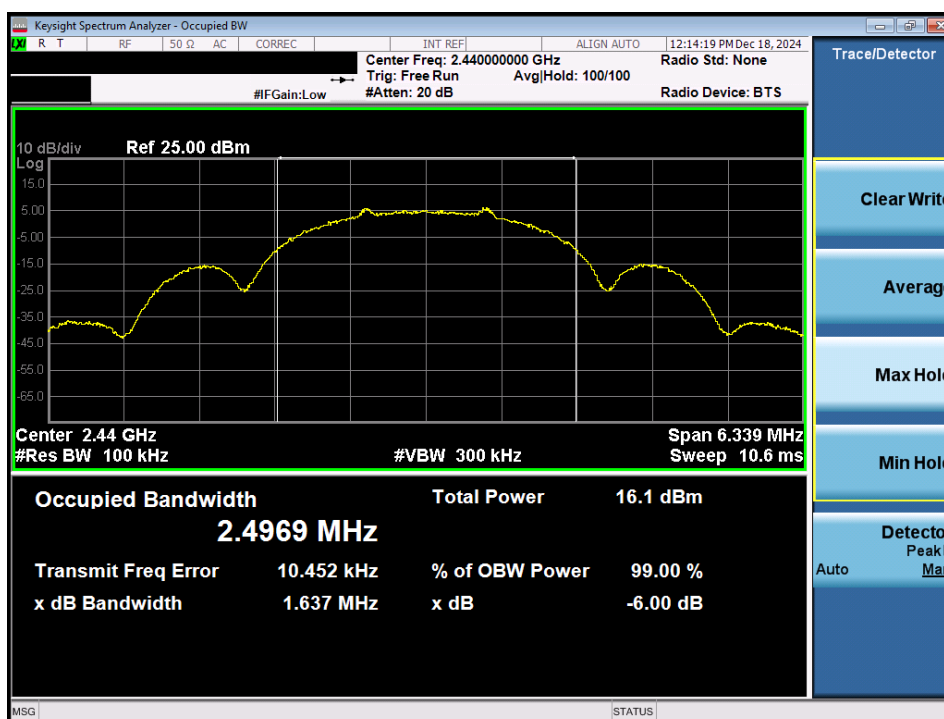 Keysight Spectrum Analyzer - Occupied BW
LXI R T RF 50 Ω AC CORREC INT REF ALIGN AUTO 12:14:19 PM Dec 18, 2024
Center Freq: 2.440000000 GHz Radio Std: None
Trig: Free Run Avg|Hold: 100/100
#IFGain:Low #Atten: 20 dB Radio Device: BTS
10 dB/div Ref 25.00 dBm
Log
15.0
5.00
-5.00
-15.0
-25.0
-35.0
-45.0
-55.0
-65.0
Center 2.44 GHz Span 6.339 MHz
#Res BW 100 kHz #VBW 300 kHz Sweep 10.6 ms
Occupied Bandwidth Total Power 16.1 dBm
2.4969 MHz
Transmit Freq Error 10.452 kHz % of OBW Power 99.00 %
x dB Bandwidth 1.637 MHz x dB -6.00 dB
MSG STATUS
Trace/Detector
Clear Write
Averag
Max Hol
Min Hol
Detecto
Peak
Auto Ma